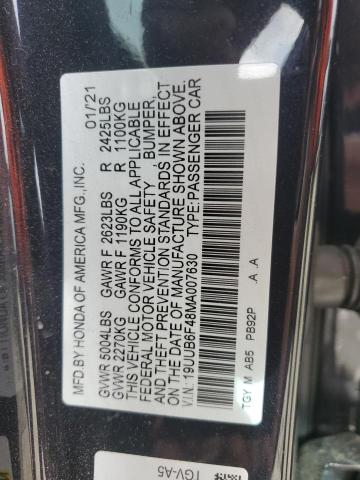 MFD. BY HONDA OF AMERICA MFG., INC. 01/21
GVWR 5004LBS GAWR F 2623LBS R 2425LBS
GVWR 2270KG GAWR F 1190KG R 1100KG
THIS VEHICLE CONFORMS TO ALL APPLICABLE
FEDERAL MOTOR VEHICLE SAFETY , BUMPER,
AND THEFT PREVENTION STANDARDS IN EFFECT
ON THE DATE OF MANUFACTURE SHOWN ABOVE.
V.I.N.: 19UUB6F48MA007630 TYPE:PASSENGER CAR
TGY M AB5 PB92P .A .A
TGV-A5